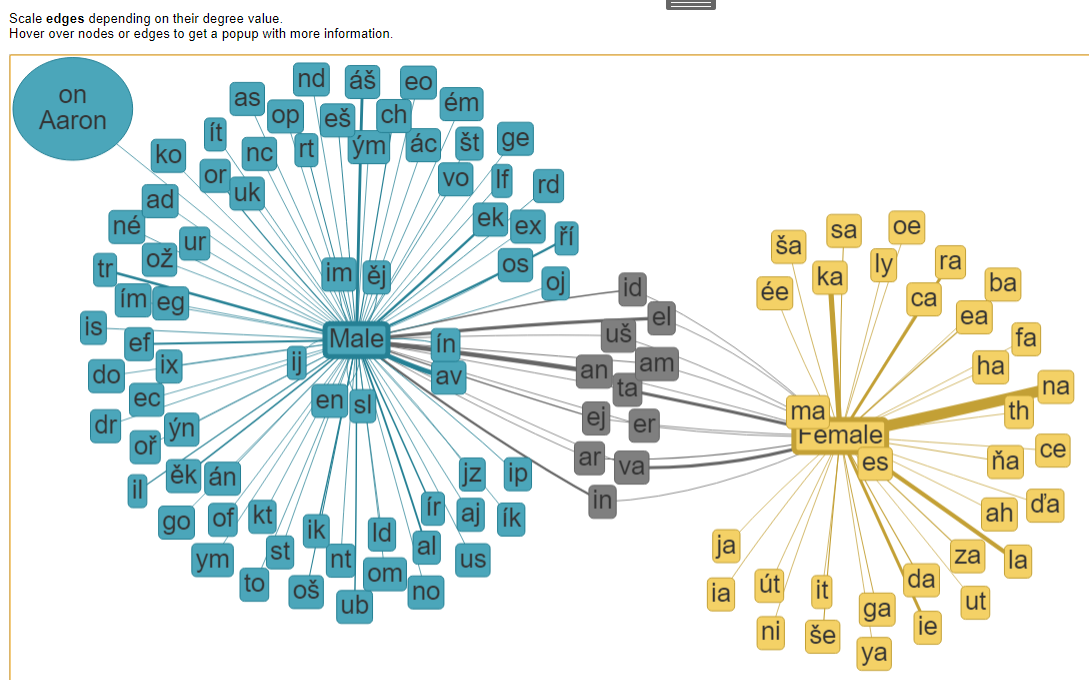 Scale edges depending on their degree value.
Hover over nodes or edges to get a popup with more information.
on
Aaron
nd
áš
eo
as
op
eš
ch
ém
ít
nc
rt
ým
ác
št
ge
ko
or
uk
vo
lf
rd
ad
né
ur
ek
ex
ří
ož
tr
im
ěj
os
oj
ím
eg
is
ef
Male
ín
ix
ij
av
do
ec
en
sl
dr
ýn
oř
ěk
án
il
jz
ip
go
of
kt
ik
ír
aj
ík
ld
ym
st
nt
al
us
to
oš
om
no
ub
id
el
uš
an
am
ta
ej
er
ar
va
in
ša
sa
oe
ée
ka
ly
ra
ca
ba
ea
fa
ha
na
ma
th
Female
es
ňa
ce
ah
ďa
ja
za
la
ia
út
it
da
ut
ni
še
ga
ie
ya